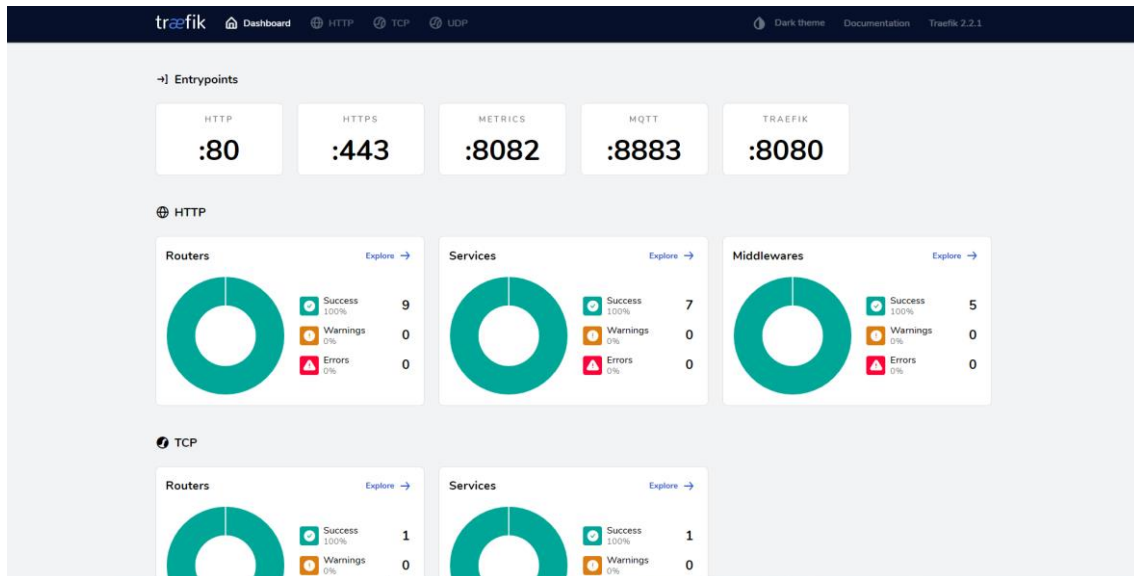 træfik Dashboard HTTP TCP UDP Dark theme Documentation Traefik 2.2.1
Entrypoints
HTTP HTTPS METRICS MQTT TRAEFIK
:80 :443 :8082 :8883 :8080
HTTP
Routers Explore → Services Explore → Middlewares Explore →
Success 9 Success 7 Success 5
100% 100% 100%
Warnings 0 Warnings 0 Warnings 0
0% 0% 0%
Errors 0 Errors 0 Errors 0
0% 0% 0%
TCP
Routers Explore → Services Explore →
Success 1 Success 1
100% 100%
Warnings 0 Warnings 0
0% 0%